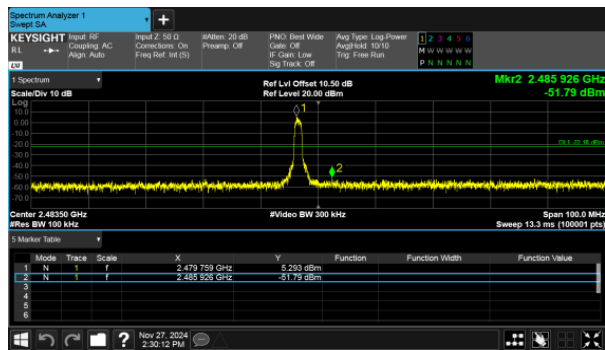 Spectrum Analyzer 1
Swept SA
KEYSIGHT Input: RF Input Z: 50 Ω #Atten: 20 dB PNO: Best Wide Avg Type: Log-Power 1 2 3 4 5 6
RL Coupling: AC Corrections: On Preamp: Off Gate: Off Avg|Hold: 10/10 M W W W W W
Align: Auto Freq Ref: Int (S) IF Gain: Low Trig: Free Run P N N N N N
LXI Sig Track: Off
1 Spectrum Ref Lvl Offset 10.50 dB Mkr2 2.485 926 GHz
Scale/Div 10 dB Ref Level 20.00 dBm -51.79 dBm
Log
10.0
0.00
-10.0
-20.0
-30.0
-40.0
-50.0
-60.0
-70.0
1
2
Center 2.48350 GHz #Video BW 300 kHz Span 100.0 MHz
#Res BW 100 kHz Sweep 13.3 ms (100001 pts)
5 Marker Table
Mode Trace Scale X Y Function Function Width Function Value
1 N 1 f 2.479 759 GHz 5.293 dBm
2 N 1 f 2.485 926 GHz -51.79 dBm
3
4
5
6
Nov 27, 2024
2:30:12 PM